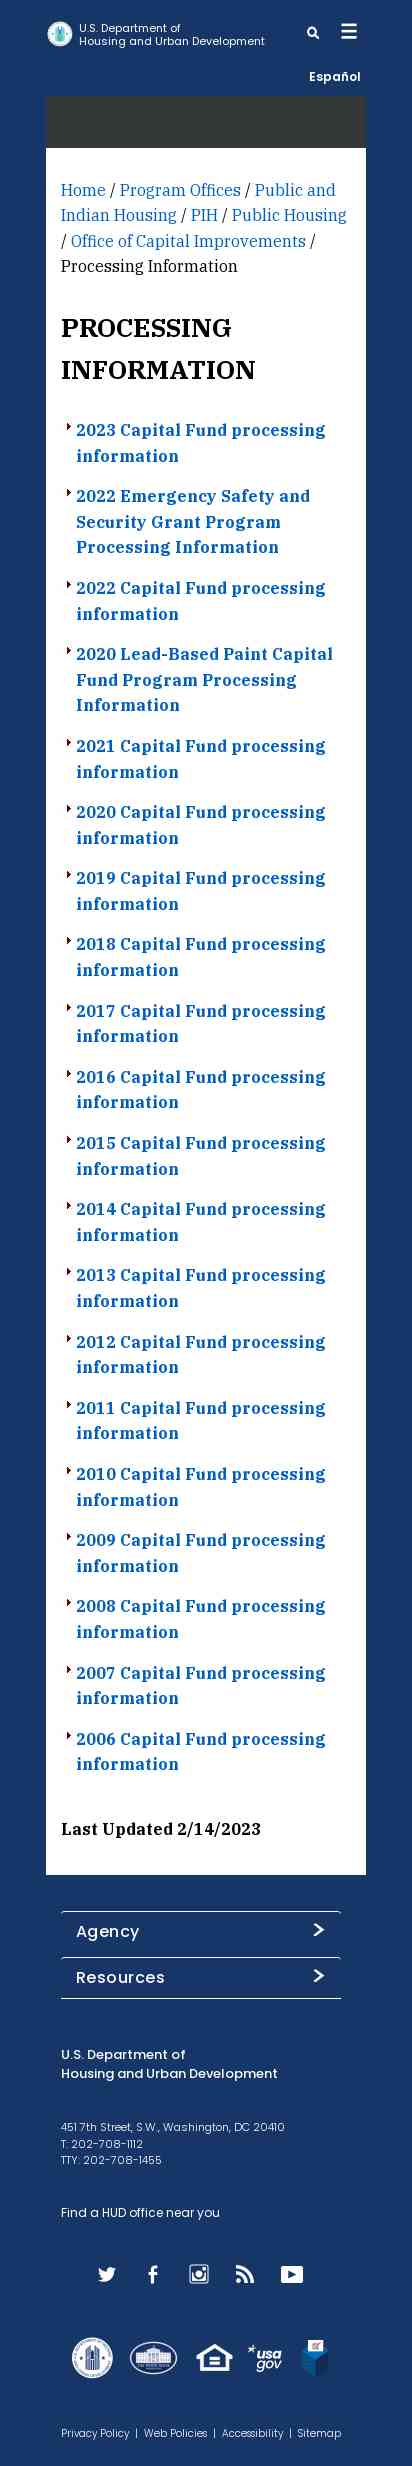 U.S. Department of
Housing and Urban Development
Español
Home / Program Offices / Public and
Indian Housing / PIH / Public Housing
/ Office of Capital Improvements /
Processing Information
PROCESSING
INFORMATION
2023 Capital Fund processing
information
2022 Emergency Safety and
Security Grant Program
Processing Information
2022 Capital Fund processing
information
2020 Lead-Based Paint Capital
Fund Program Processing
Information
2021 Capital Fund processing
information
2020 Capital Fund processing
information
2019 Capital Fund processing
information
2018 Capital Fund processing
information
2017 Capital Fund processing
information
2016 Capital Fund processing
information
2015 Capital Fund processing
information
2014 Capital Fund processing
information
2013 Capital Fund processing
information
2012 Capital Fund processing
information
2011 Capital Fund processing
information
2010 Capital Fund processing
information
2009 Capital Fund processing
information
2008 Capital Fund processing
information
2007 Capital Fund processing
information
2006 Capital Fund processing
information
Last Updated 2/14/2023
Agency
Resources
U.S. Department of
Housing and Urban Development
451 7th Street, S.W., Washington, DC 20410
T: 202-708-1112
TTY: 202-708-1455
Find a HUD office near you
usa
gov
Privacy Policy | Web Policies | Accessibility | Sitemap